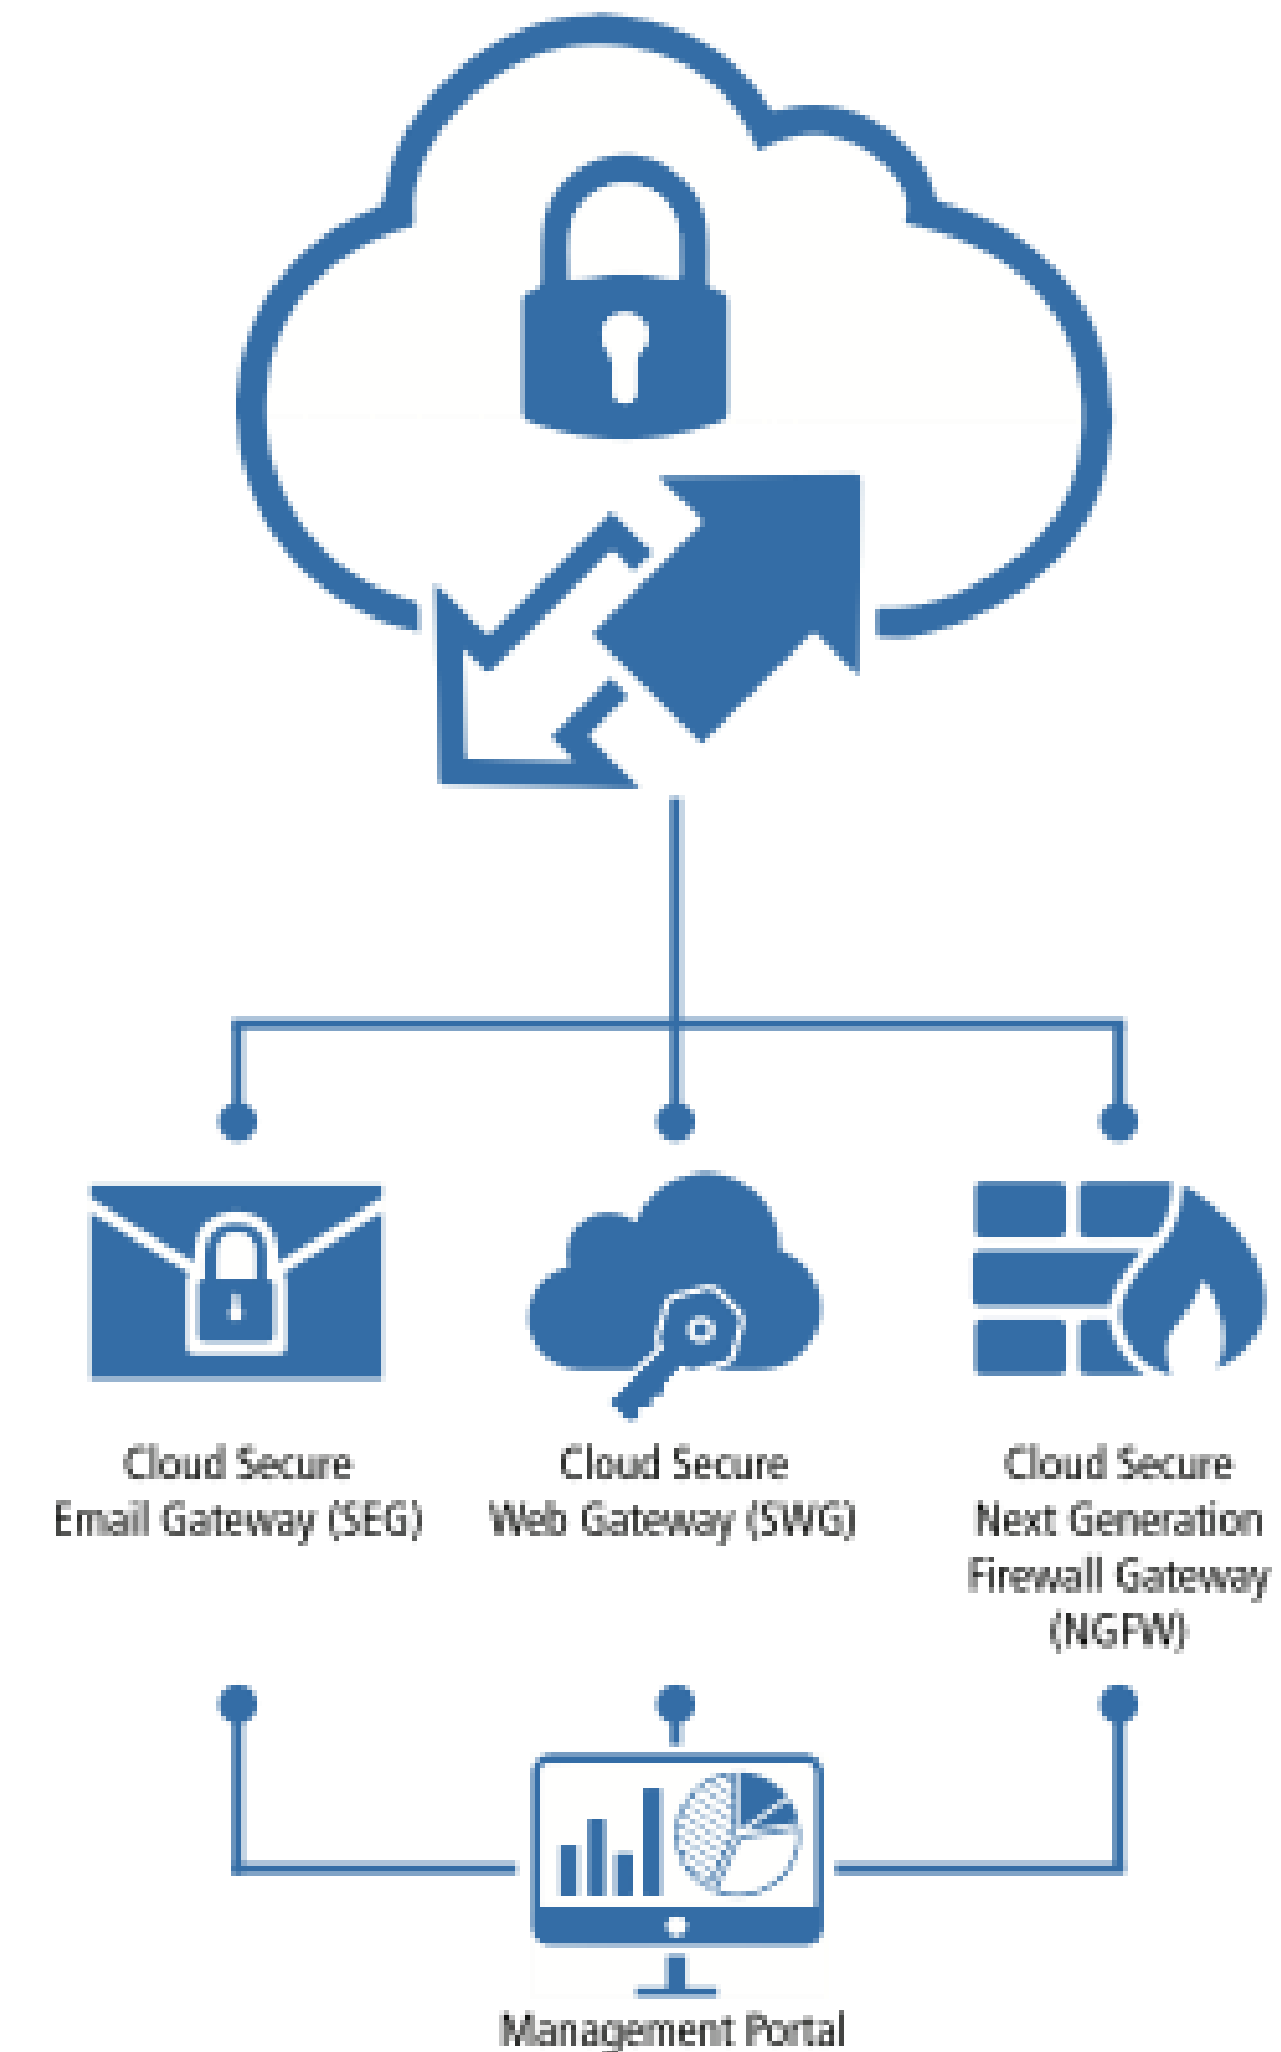 Cloud Secure
Email Gateway (SEG)
Cloud Secure
Web Gateway (SWG)
Cloud Secure
Next Generation
Firewall Gateway
(NGFW)
Management Portal